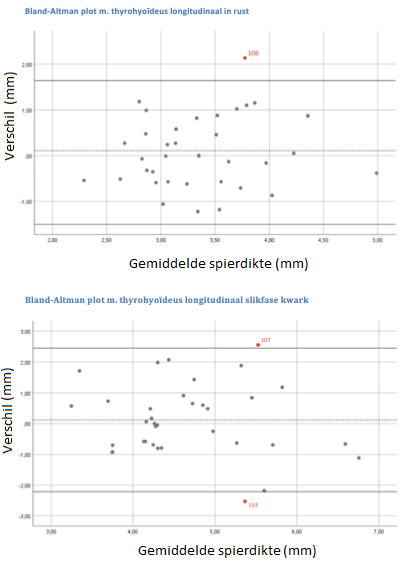 Bland-Altman plot m. thyrohyoïdeus longitudinaal in rust
106
2,00
1,00
,00
-1,00
Verschil (mm)
2,00 2,50 3,00 3,50 4,00 4,50 5,00
Gemiddelde spierdikte (mm)
Bland-Altman plot m. thyrohyoïdeus longitudinaal slikfase kwark
3,00
107
2,00
1,00
,00
-1,00
-2,00
133
-3,00
Verschil (mm)
3,00 4,00 5,00 6,00 7,00
Gemiddelde spierdikte (mm)